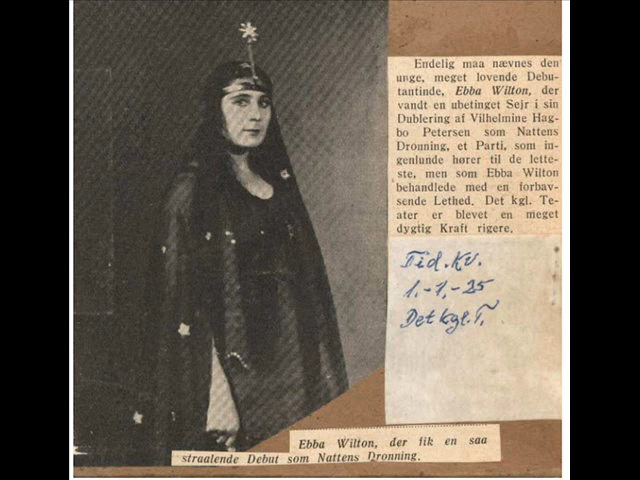 Endelig maa nævnes den
unge, meget lovende Debu-
tantinde, Ebba Wilton, der
vandt en ubetinget Sejr i sin
Dublering af Vilhelmine Hag-
bo Petersen som Nattens
Dronning, et Parti, som in-
genlunde hører til de lette-
ste, men som Ebba Wilton
behandlede med en forbav-
sende Lethed. Det kgl. Te-
ater er blevet en meget
dygtig Kraft rigere.
Tid. Kv.
1.-1.-25
Det kgl. T.
Ebba Wilton, der fik en saa
straalende Debut som Nattens Dronning.